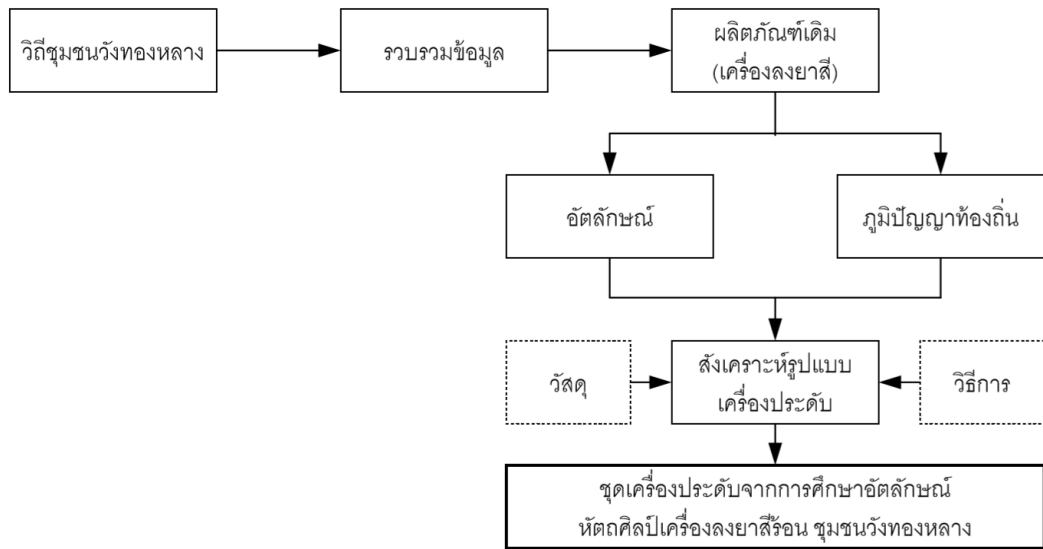 วิถีชุมชนวังทองหลาง
รวบรวมข้อมูล
ผลิตภัณฑ์เดิม
(เครื่องลงยาสี)
อัตลักษณ์
ภูมิปัญญาท้องถิ่น
วัสดุ
สังเคราะห์รูปแบบ
เครื่องประดับ
วิธีการ
ชุดเครื่องประดับจากการศึกษาอัตลักษณ์
หัตถศิลป์เครื่องลงยาสีร้อน ชุมชนวังทองหลาง